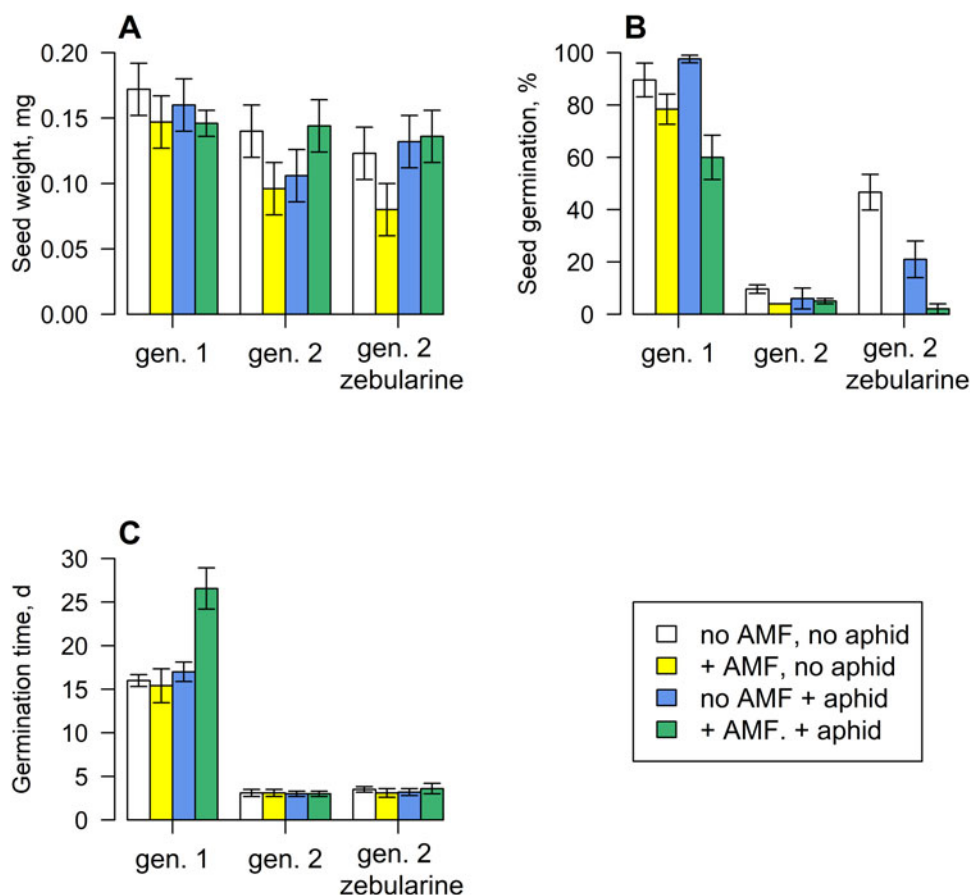 A
Seed weight, mg
0.20
0.15
0.10
0.05
0.00
gen. 1
gen. 2
gen. 2
zebularine
B
Seed germination, %
100
80
60
40
20
0
gen. 1
gen. 2
gen. 2
zebularine
C
Germination time, d
30
25
20
15
10
5
0
gen. 1
gen. 2
gen. 2
zebularine
no AMF, no aphid
+ AMF, no aphid
no AMF + aphid
+ AMF. + aphid